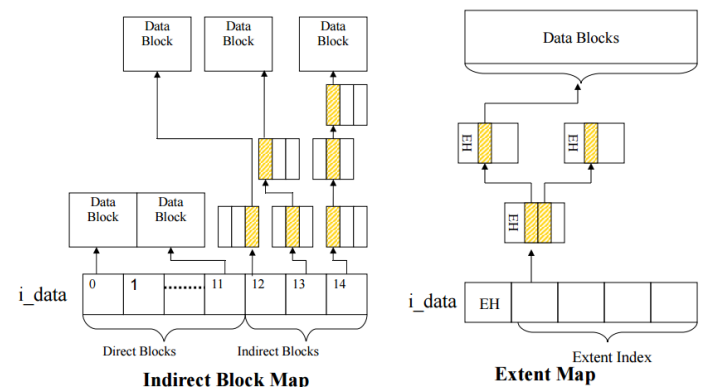 Data
Block
Data
Block
Data
Block
Data
Block
Data
Block
i_data
0
1
11
12
13
14
Direct Blocks
Indirect Blocks
Indirect Block Map
Data Blocks
EH
EH
EH
i_data
EH
Extent Index
Extent Map